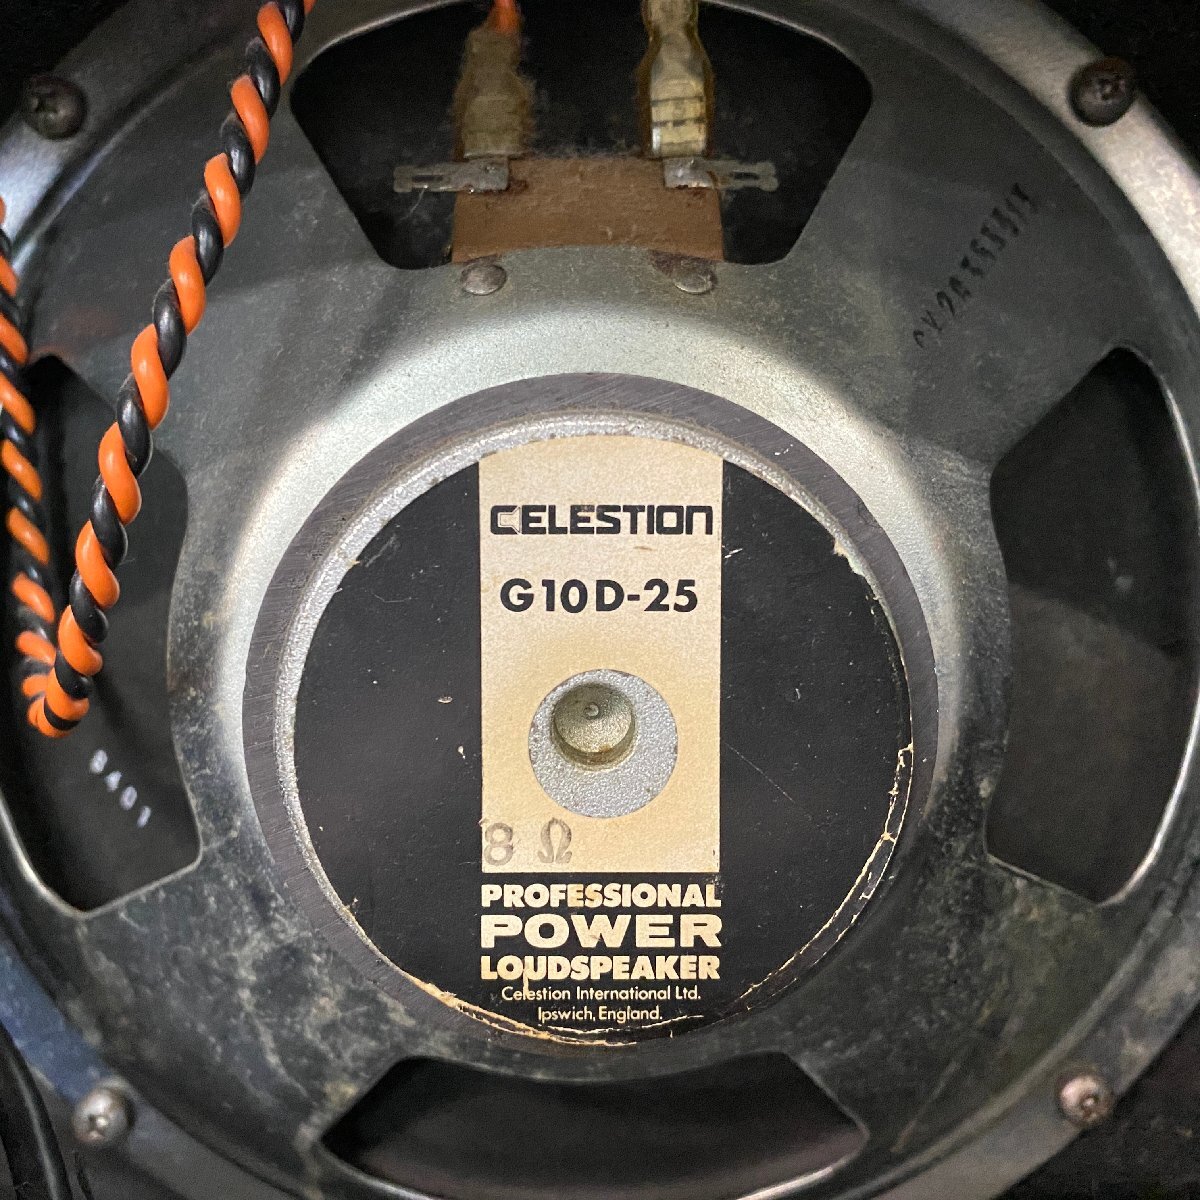 CELESTION
G10D-25
8 Ω
PROFESSIONAL
POWER
LOUDSPEAKER
Celestion International Ltd.
Ipswich, England.